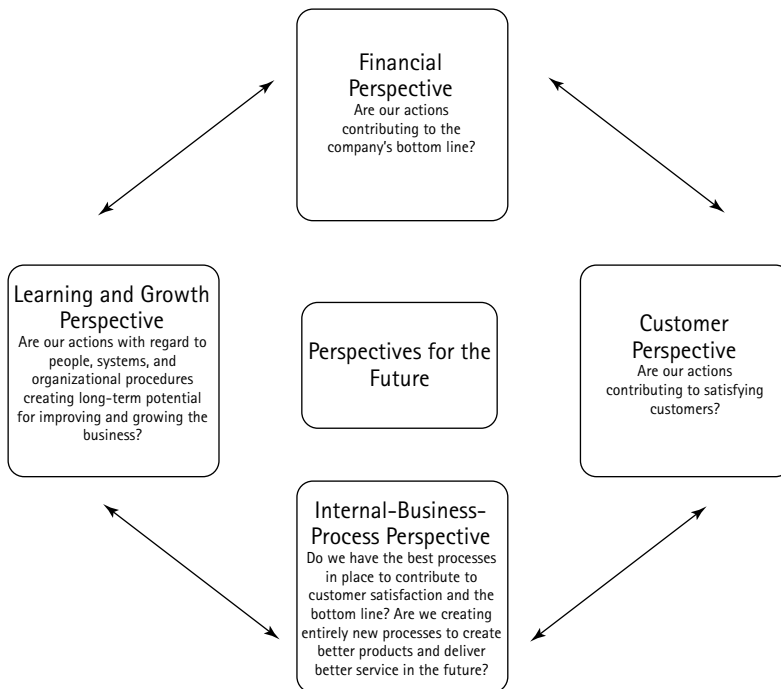 Financial
Perspective
Are our actions
contributing to the
company's bottom line?
Learning and Growth
Perspective
Are our actions with regard to
people, systems, and
organizational procedures
creating long-term potential
for improving and growing the
business?
Perspectives for the
Future
Customer
Perspective
Are our actions
contributing to satisfying
customers?
Internal-Business-
Process Perspective
Do we have the best processes
in place to contribute to
customer satisfaction and the
bottom line? Are we creating
entirely new processes to create
better products and deliver
better service in the future?